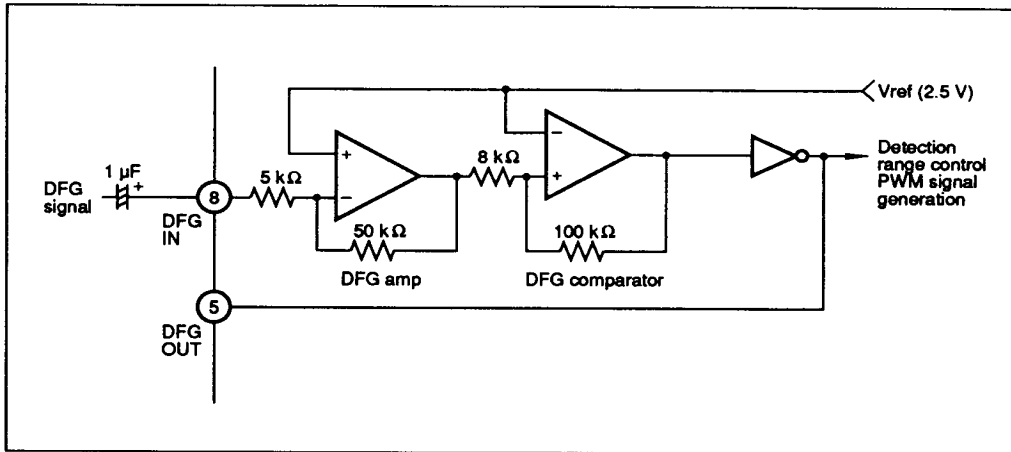 Vref (2.5 V)
DFG
signal
1 µF
+
8
DFG
IN
5 kΩ
+
−
50 kΩ
DFG amp
8 kΩ
−
+
100 kΩ
DFG comparator
Detection
range control
PWM signal
generation
5
DFG
OUT